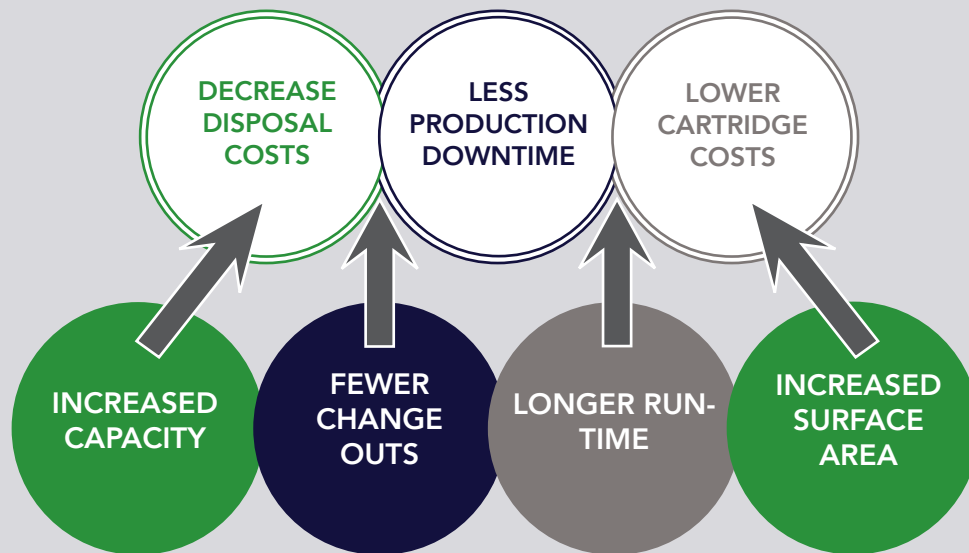 DECREASE
DISPOSAL
COSTS
LESS
PRODUCTION
DOWNTIME
LOWER
CARTRIDGE
COSTS
INCREASED
CAPACITY
FEWER
CHANGE
OUTS
LONGER RUN-
TIME
INCREASED
SURFACE
AREA